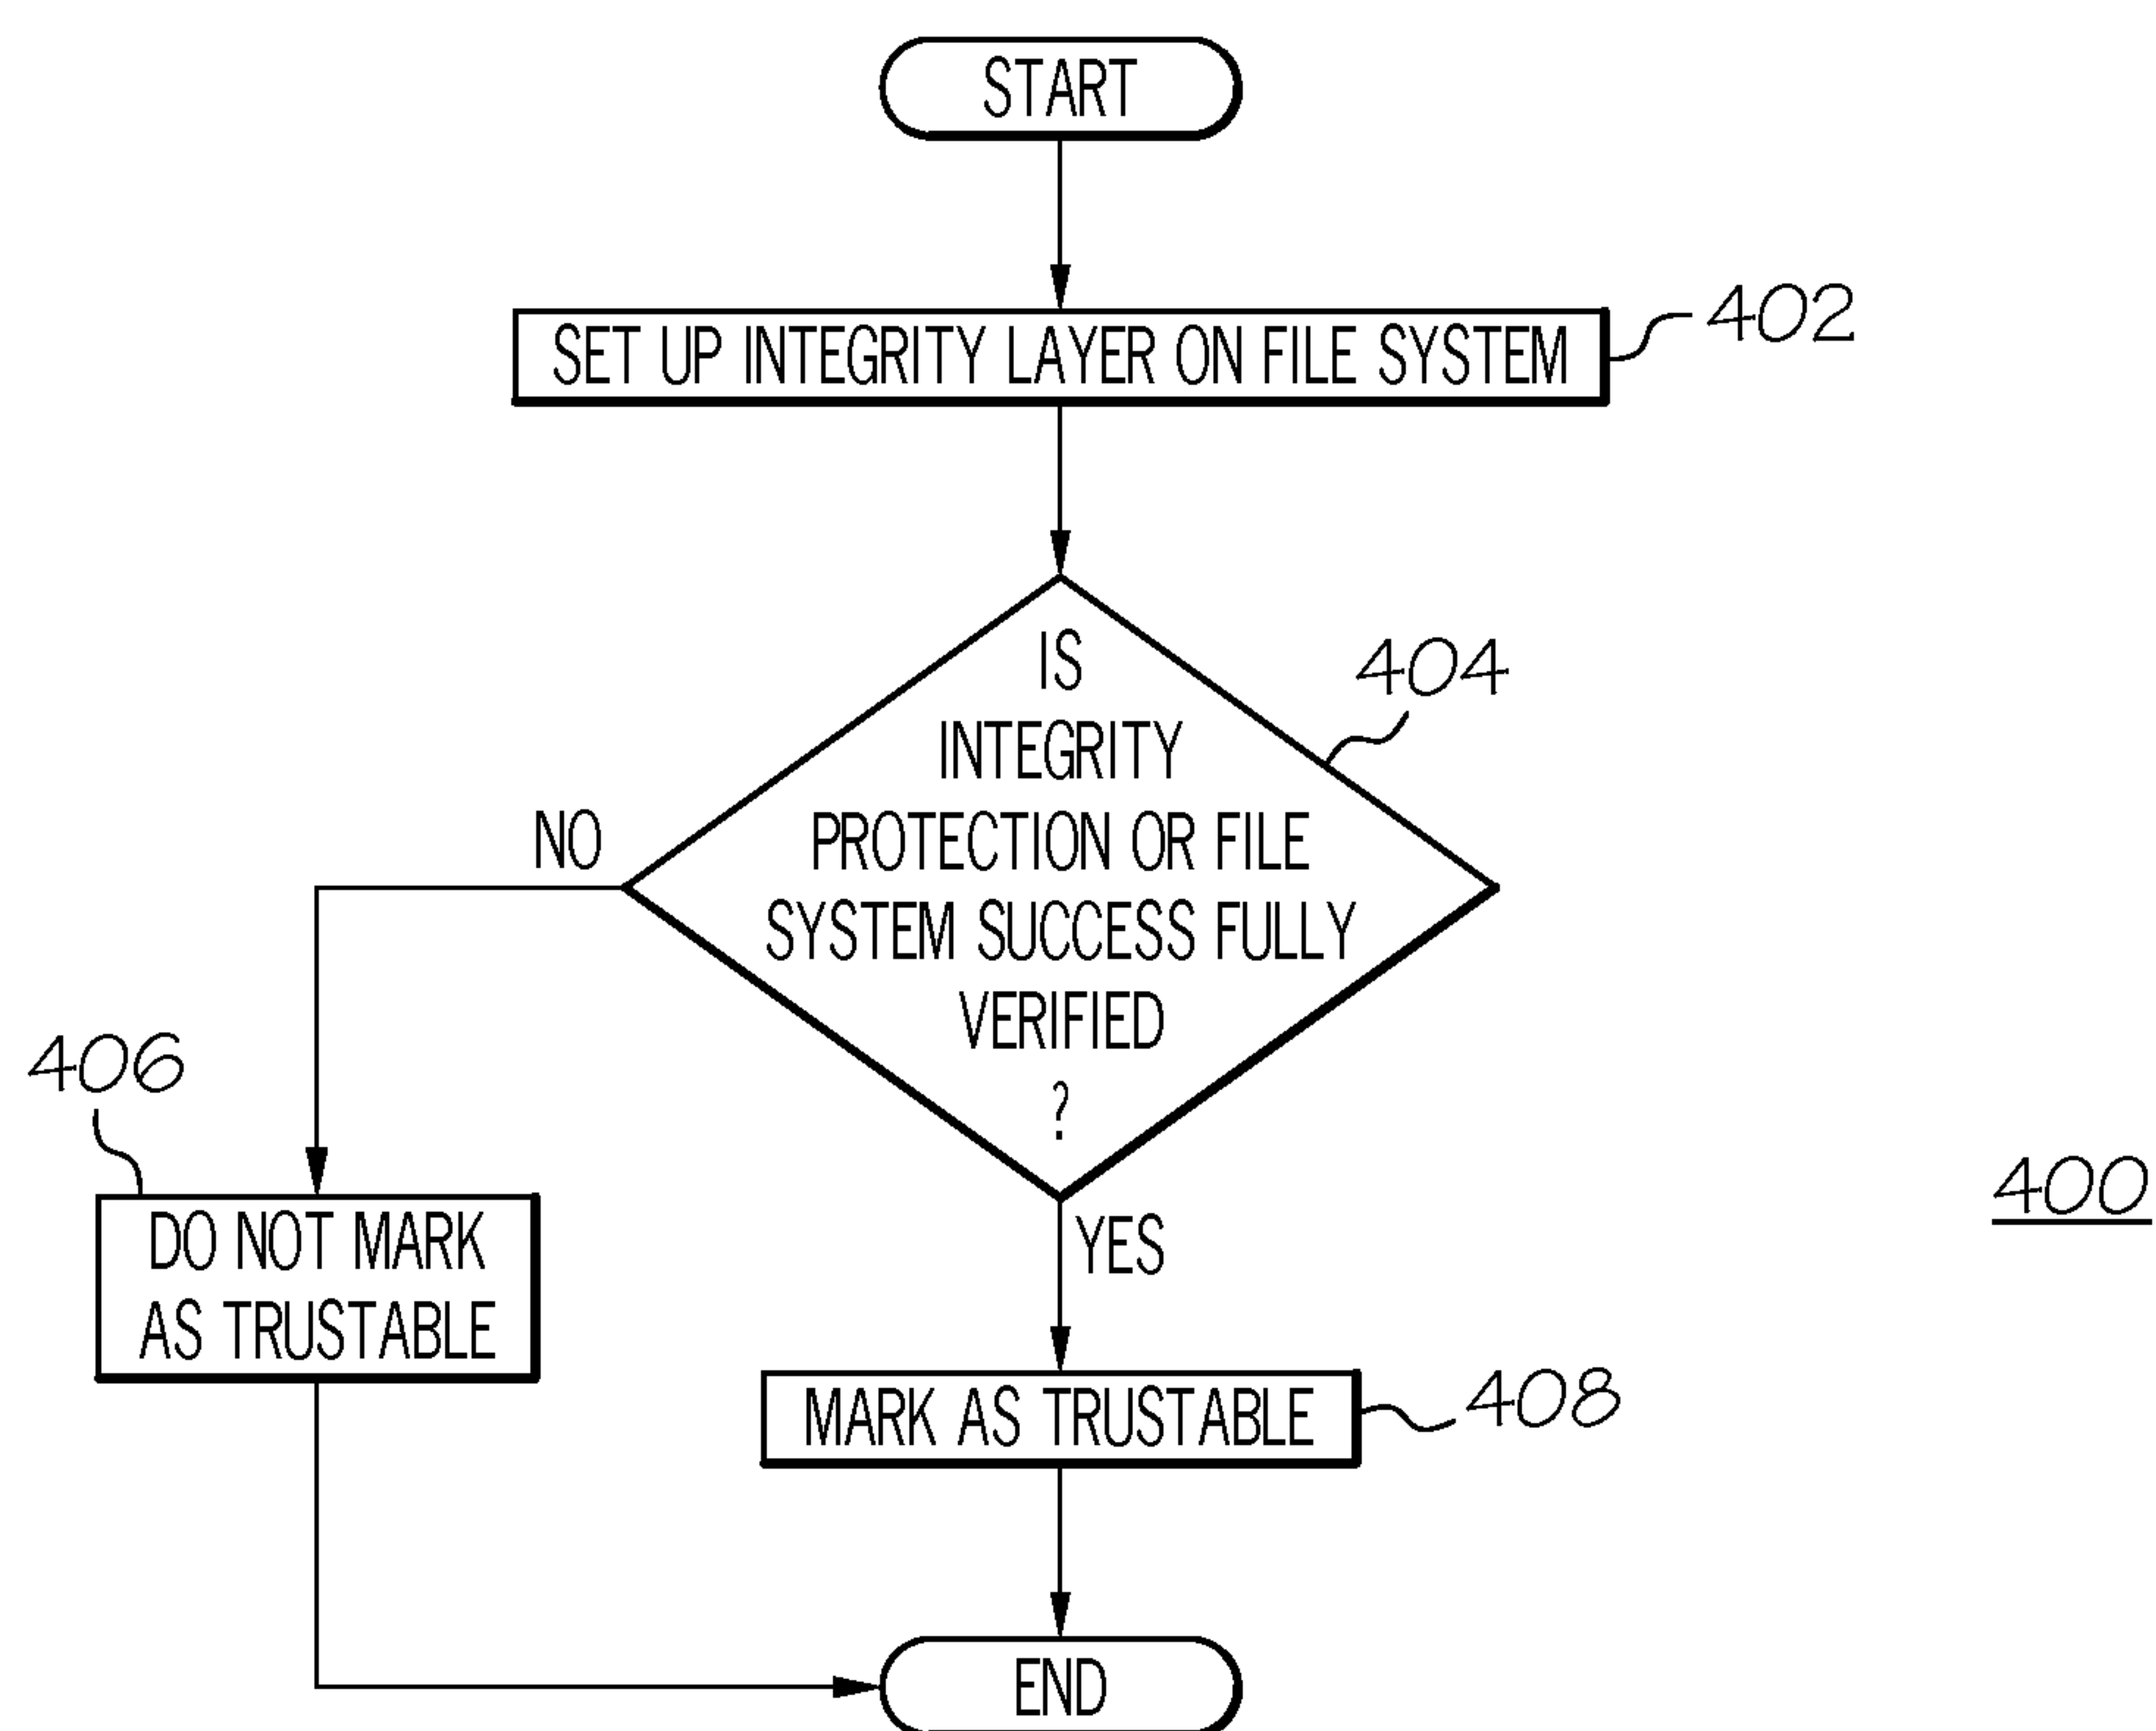 START
SET UP INTEGRITY LAYER ON FILE SYSTEM
402
IS
INTEGRITY
PROTECTION OR FILE
SYSTEM SUCCESS FULLY
VERIFIED
?
404
NO
YES
406
DO NOT MARK
AS TRUSTABLE
400
MARK AS TRUSTABLE
408
END